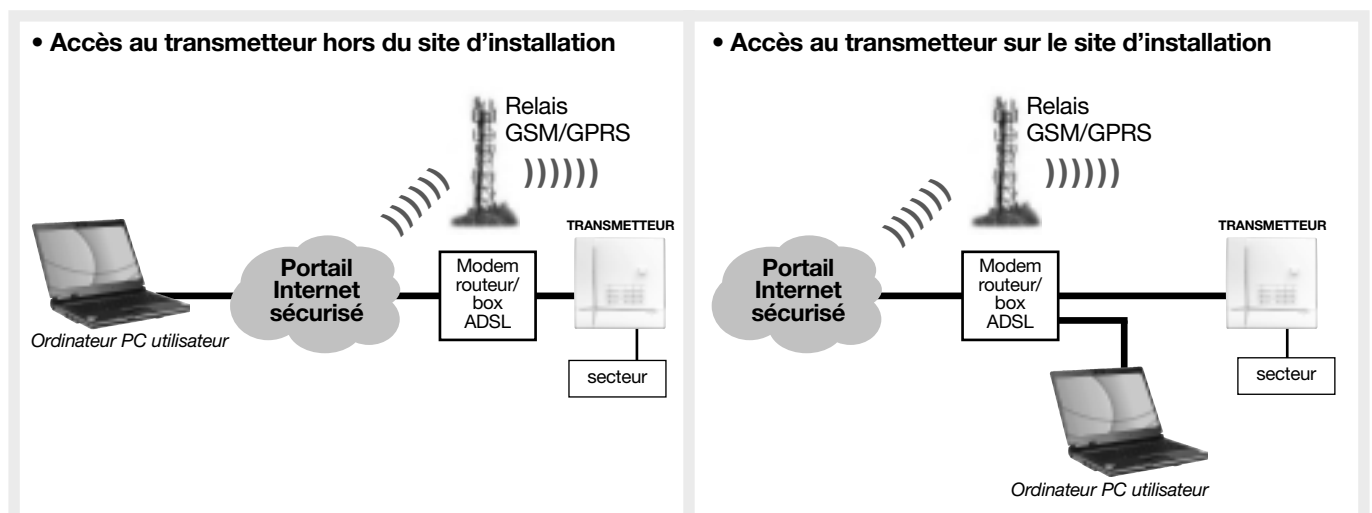 • Accès au transmetteur hors du site d'installation
Relais
GSM/GPRS
TRANSMETTEUR
Portail
Internet
sécurisé
Modem
routeur/
box
ADSL
Ordinateur PC utilisateur
secteur
• Accès au transmetteur sur le site d'installation
Relais
GSM/GPRS
TRANSMETTEUR
Portail
Internet
sécurisé
Modem
routeur/
box
ADSL
secteur
Ordinateur PC utilisateur